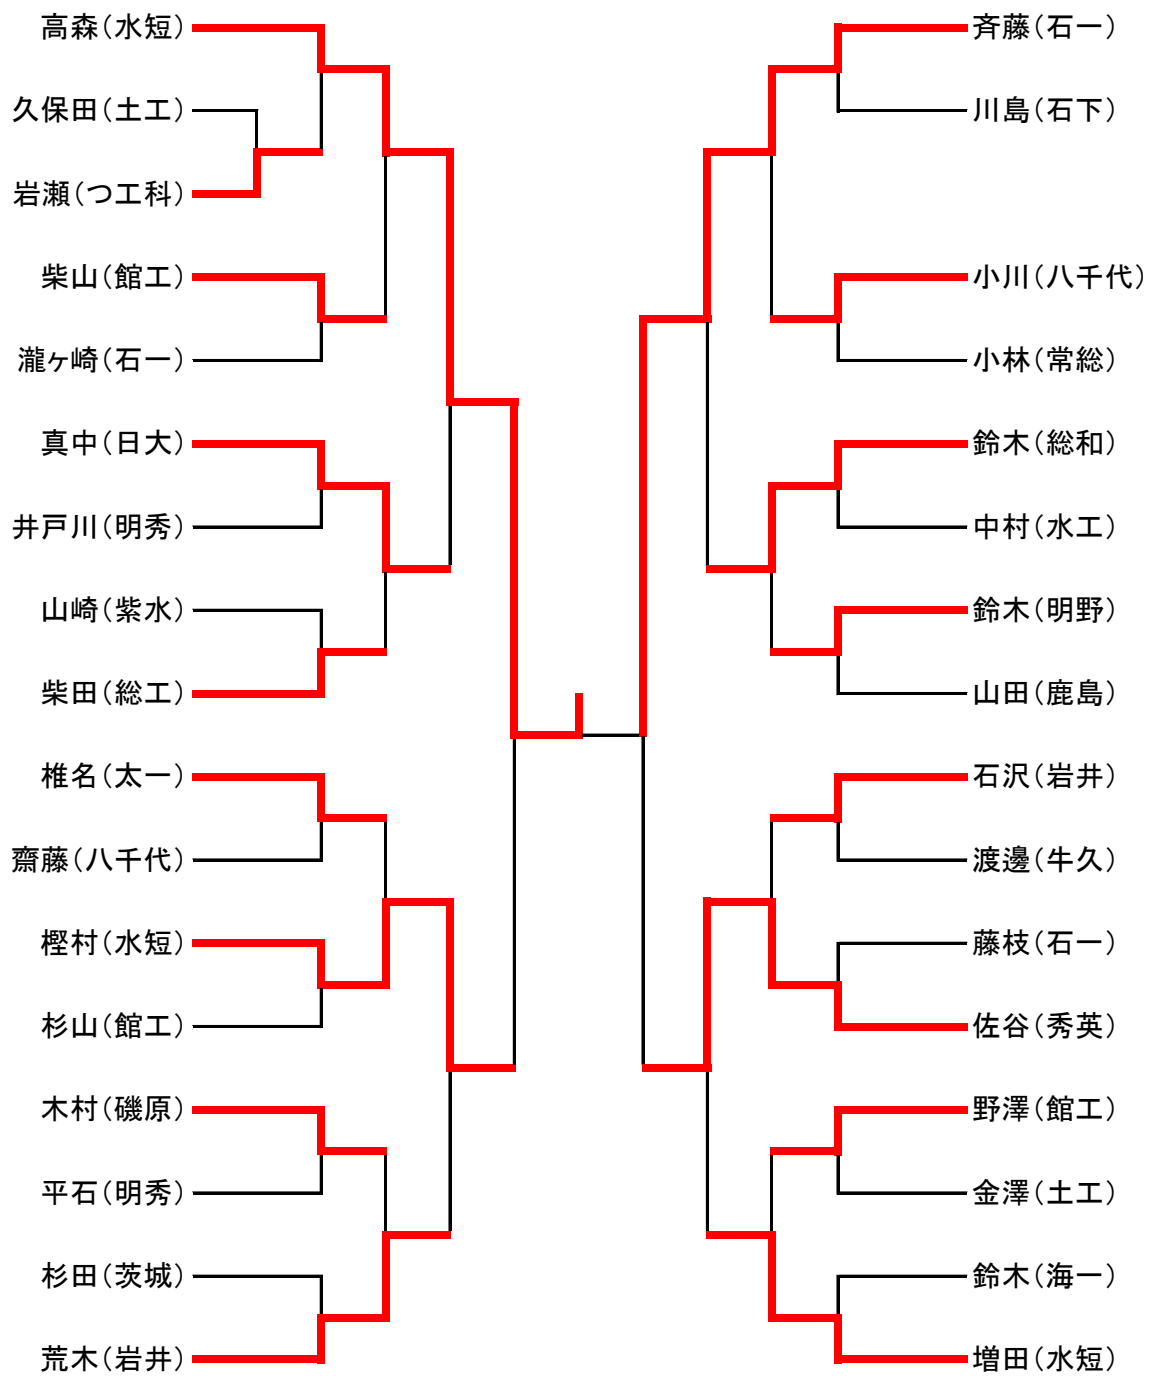 高森(水短)
久保田(土工)
岩瀬(つ工科)
柴山(館工)
瀧ヶ崎(石一)
真中(日大)
井戸川(明秀)
山崎(紫水)
柴田(総工)
椎名(太一)
齋藤(八千代)
樫村(水短)
杉山(館工)
木村(磯原)
平石(明秀)
杉田(茨城)
荒木(岩井)
斉藤(石一)
川島(石下)
小川(八千代)
小林(常総)
鈴木(総和)
中村(水工)
鈴木(明野)
山田(鹿島)
石沢(岩井)
渡邊(牛久)
藤枝(石一)
佐谷(秀英)
野澤(館工)
金澤(土工)
鈴木(海一)
増田(水短)